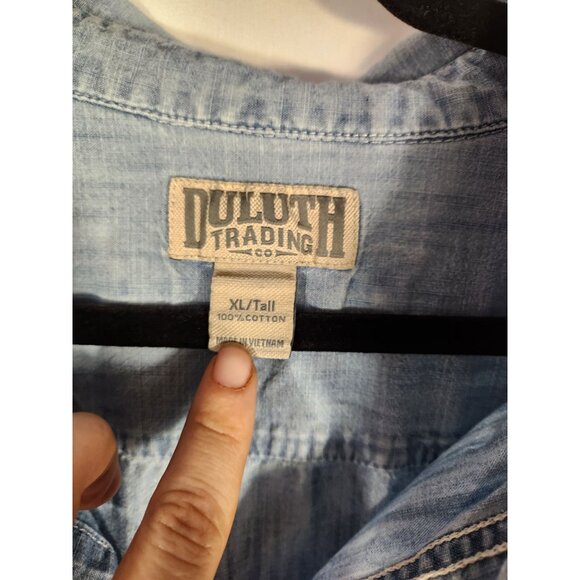 DULUTH
TRADING
CO
XL/Tall
100% COTTON
MADE IN VIETNAM